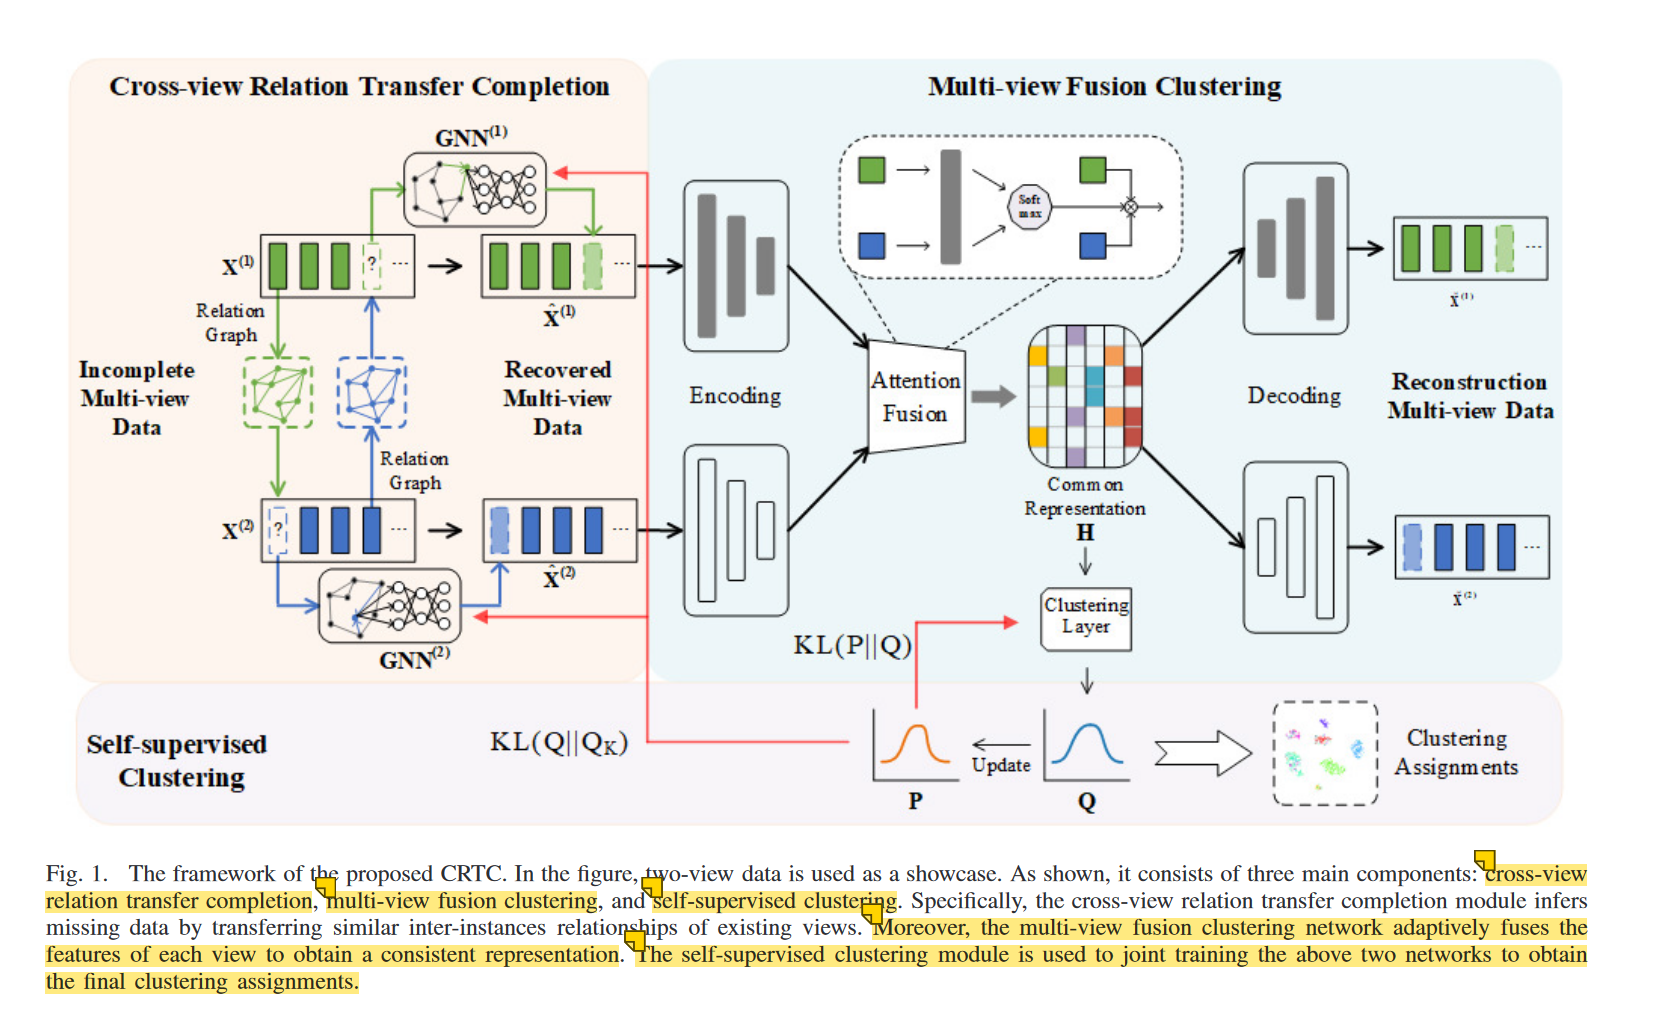 Cross-view Relation Transfer Completion
Multi-view Fusion Clustering
GNN(1)
Soft
max
X(1)
?
...
X̂(1)
...
Relation
Graph
Incomplete
Multi-view
Data
Recovered
Multi-view
Data
Relation
Graph
X(2)
?
...
X̂(2)
...
GNN(2)
Encoding
Attention
Fusion
Common
Representation
H
Clustering
Layer
Decoding
...
X̄(1)
Reconstruction
Multi-view Data
...
X̄(2)
KL(P||Q)
Self-supervised
Clustering
KL(Q||QK)
P
Update
Q
Clustering
Assignments
Fig. 1. The framework of the proposed CRTC. In the figure, two-view data is used as a showcase. As shown, it consists of three main components: cross-view
relation transfer completion, multi-view fusion clustering, and self-supervised clustering. Specifically, the cross-view relation transfer completion module infers
missing data by transferring similar inter-instances relationships of existing views. Moreover, the multi-view fusion clustering network adaptively fuses the
features of each view to obtain a consistent representation. The self-supervised clustering module is used to joint training the above two networks to obtain
the final clustering assignments.